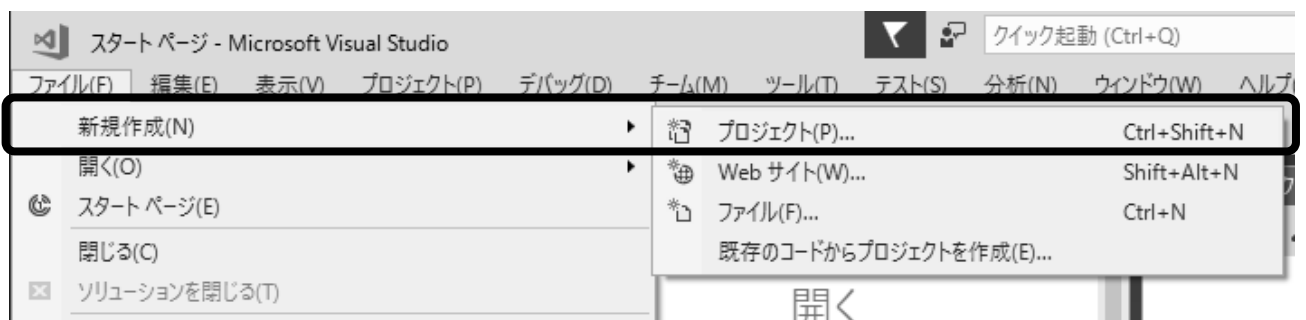 スタート ページ - Microsoft Visual Studio
クイック起動 (Ctrl+Q)
ファイル(F) 編集(E) 表示(V) プロジェクト(P) デバッグ(D) チーム(M) ツール(T) テスト(S) 分析(N) ウィンドウ(W) ヘルプ(
新規作成(N)
プロジェクト(P)... Ctrl+Shift+N
開く(O)
Web サイト(W)... Shift+Alt+N
スタート ページ(E)
ファイル(F)... Ctrl+N
閉じる(C)
既存のコードからプロジェクトを作成(E)...
ソリューションを閉じる(T)
開く